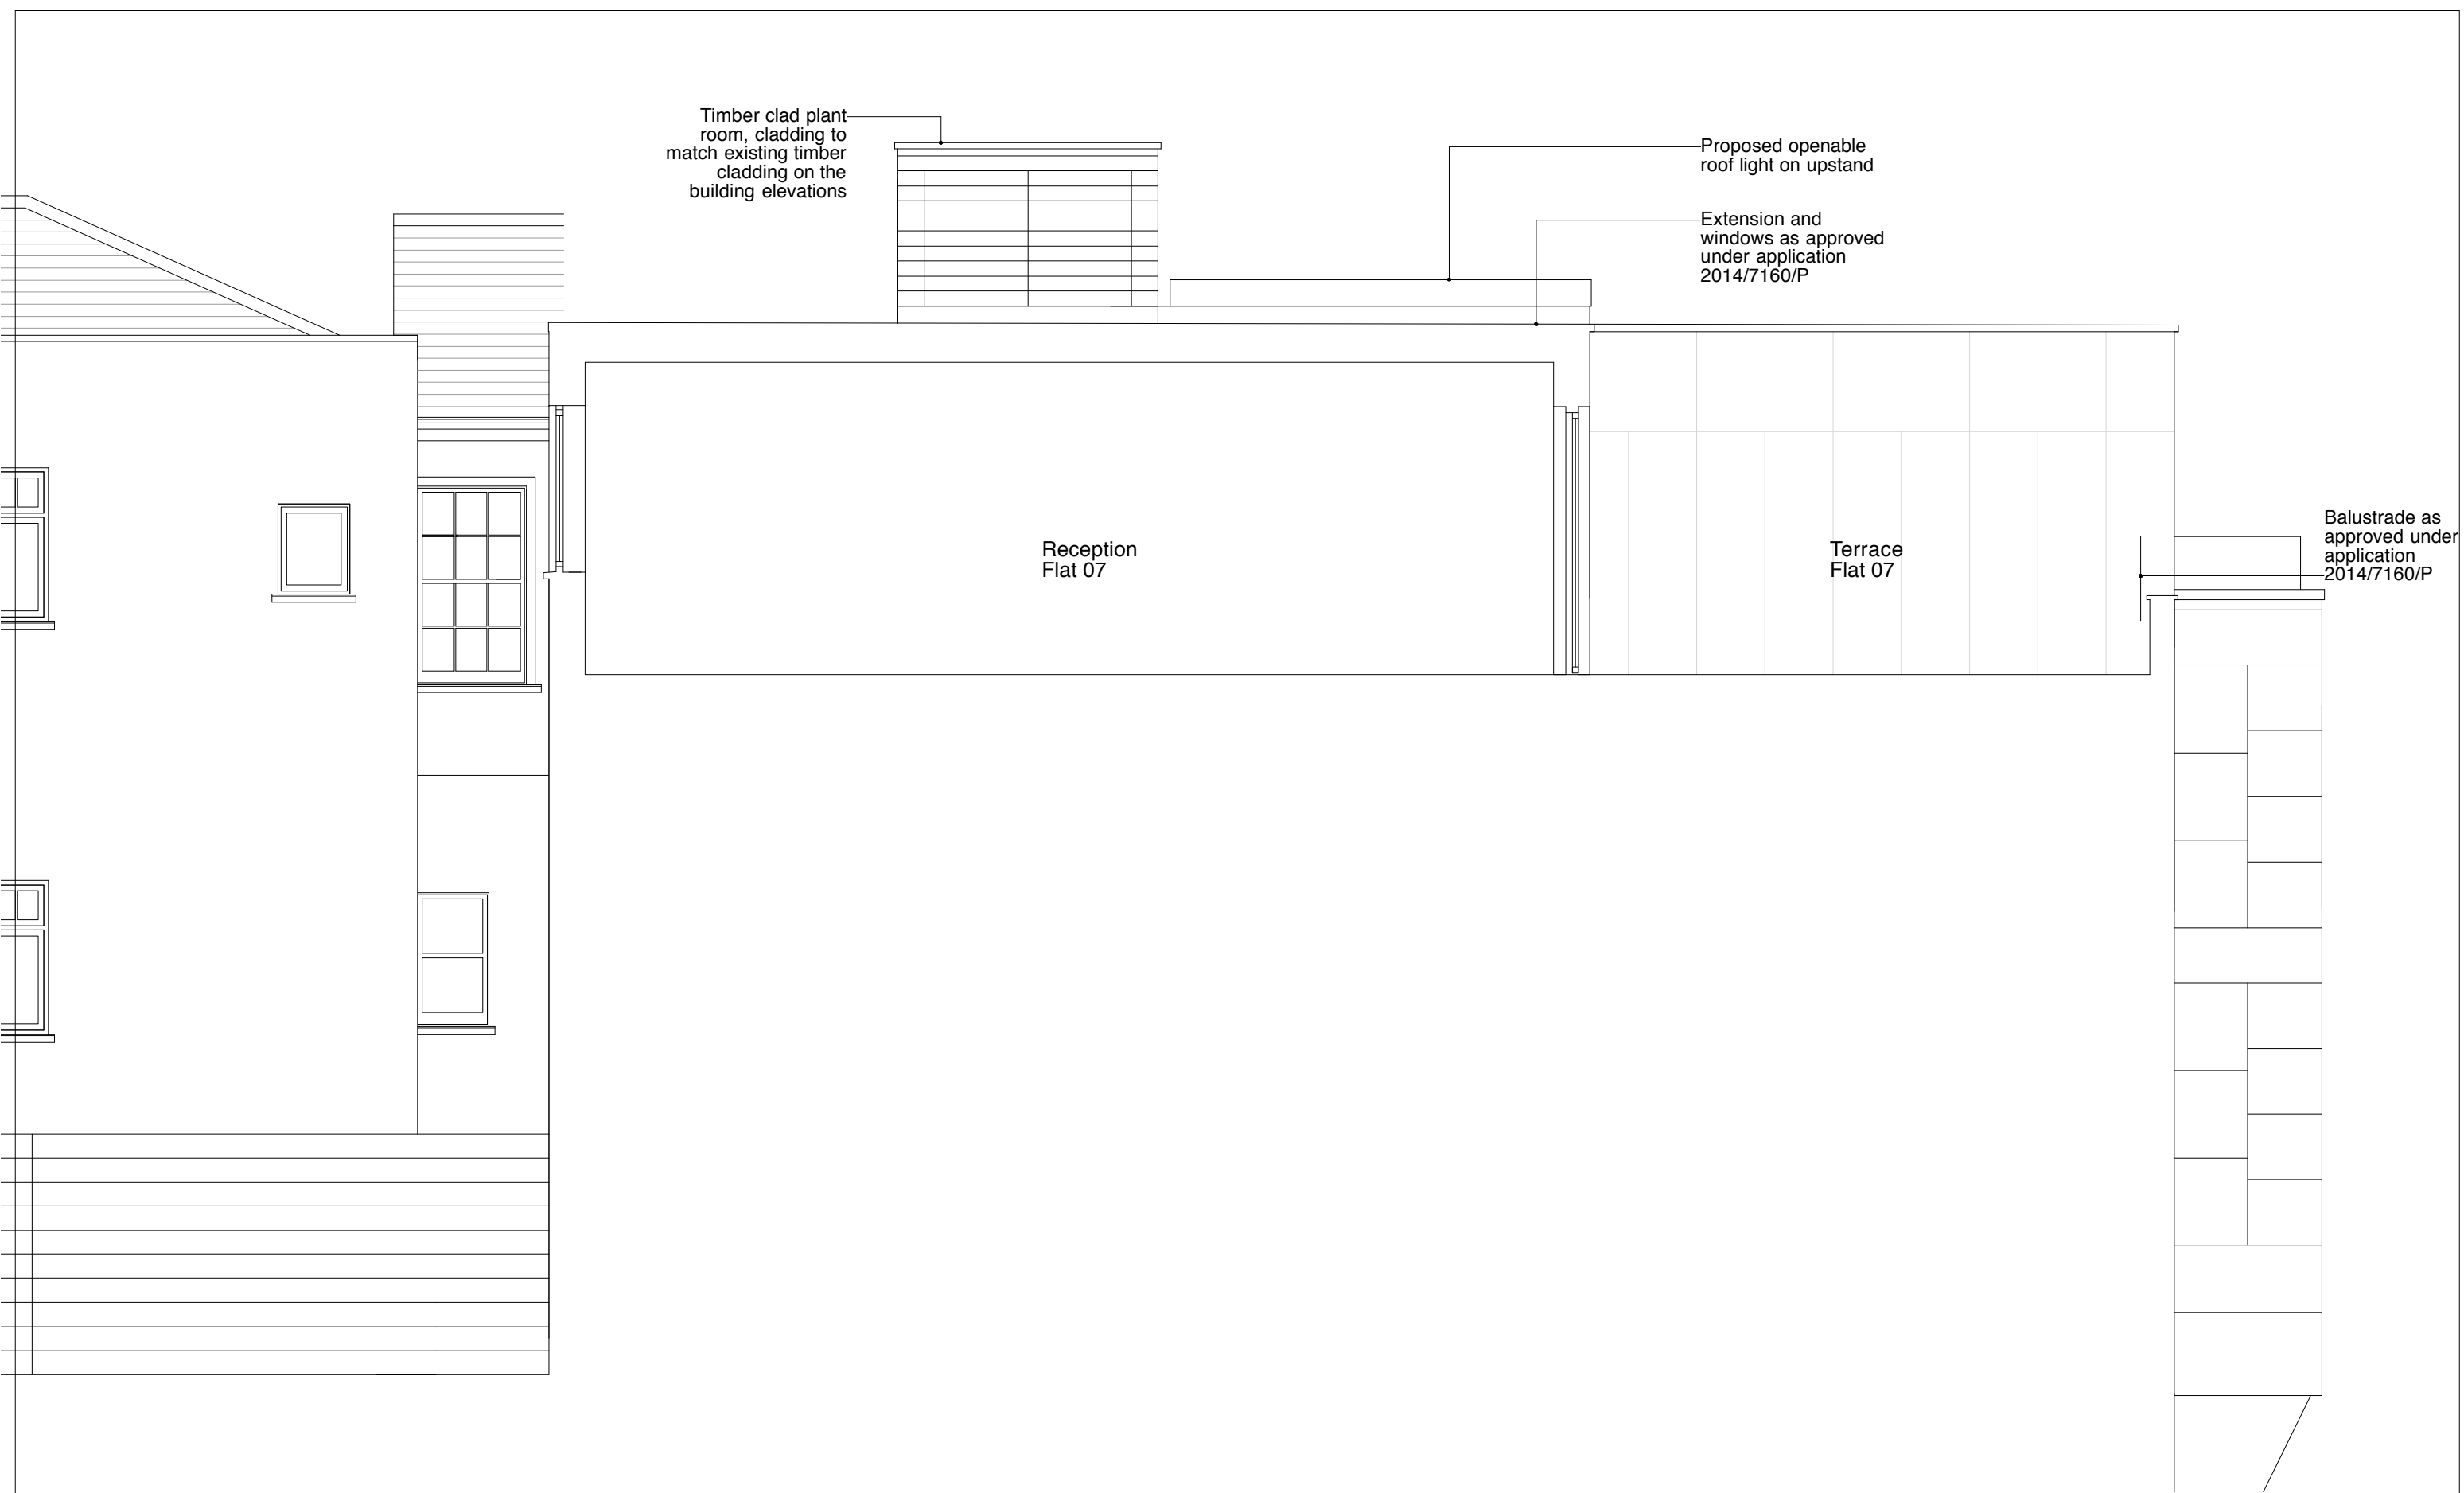 Timber clad plant
room, cladding to
match existing timber
cladding on the
building elevations
Proposed openable
roof light on upstand
Extension and
windows as approved
under application
2014/7160/P
Reception
Flat 07
Terrace
Flat 07
Balustrade as
approved under
application
2014/7160/P